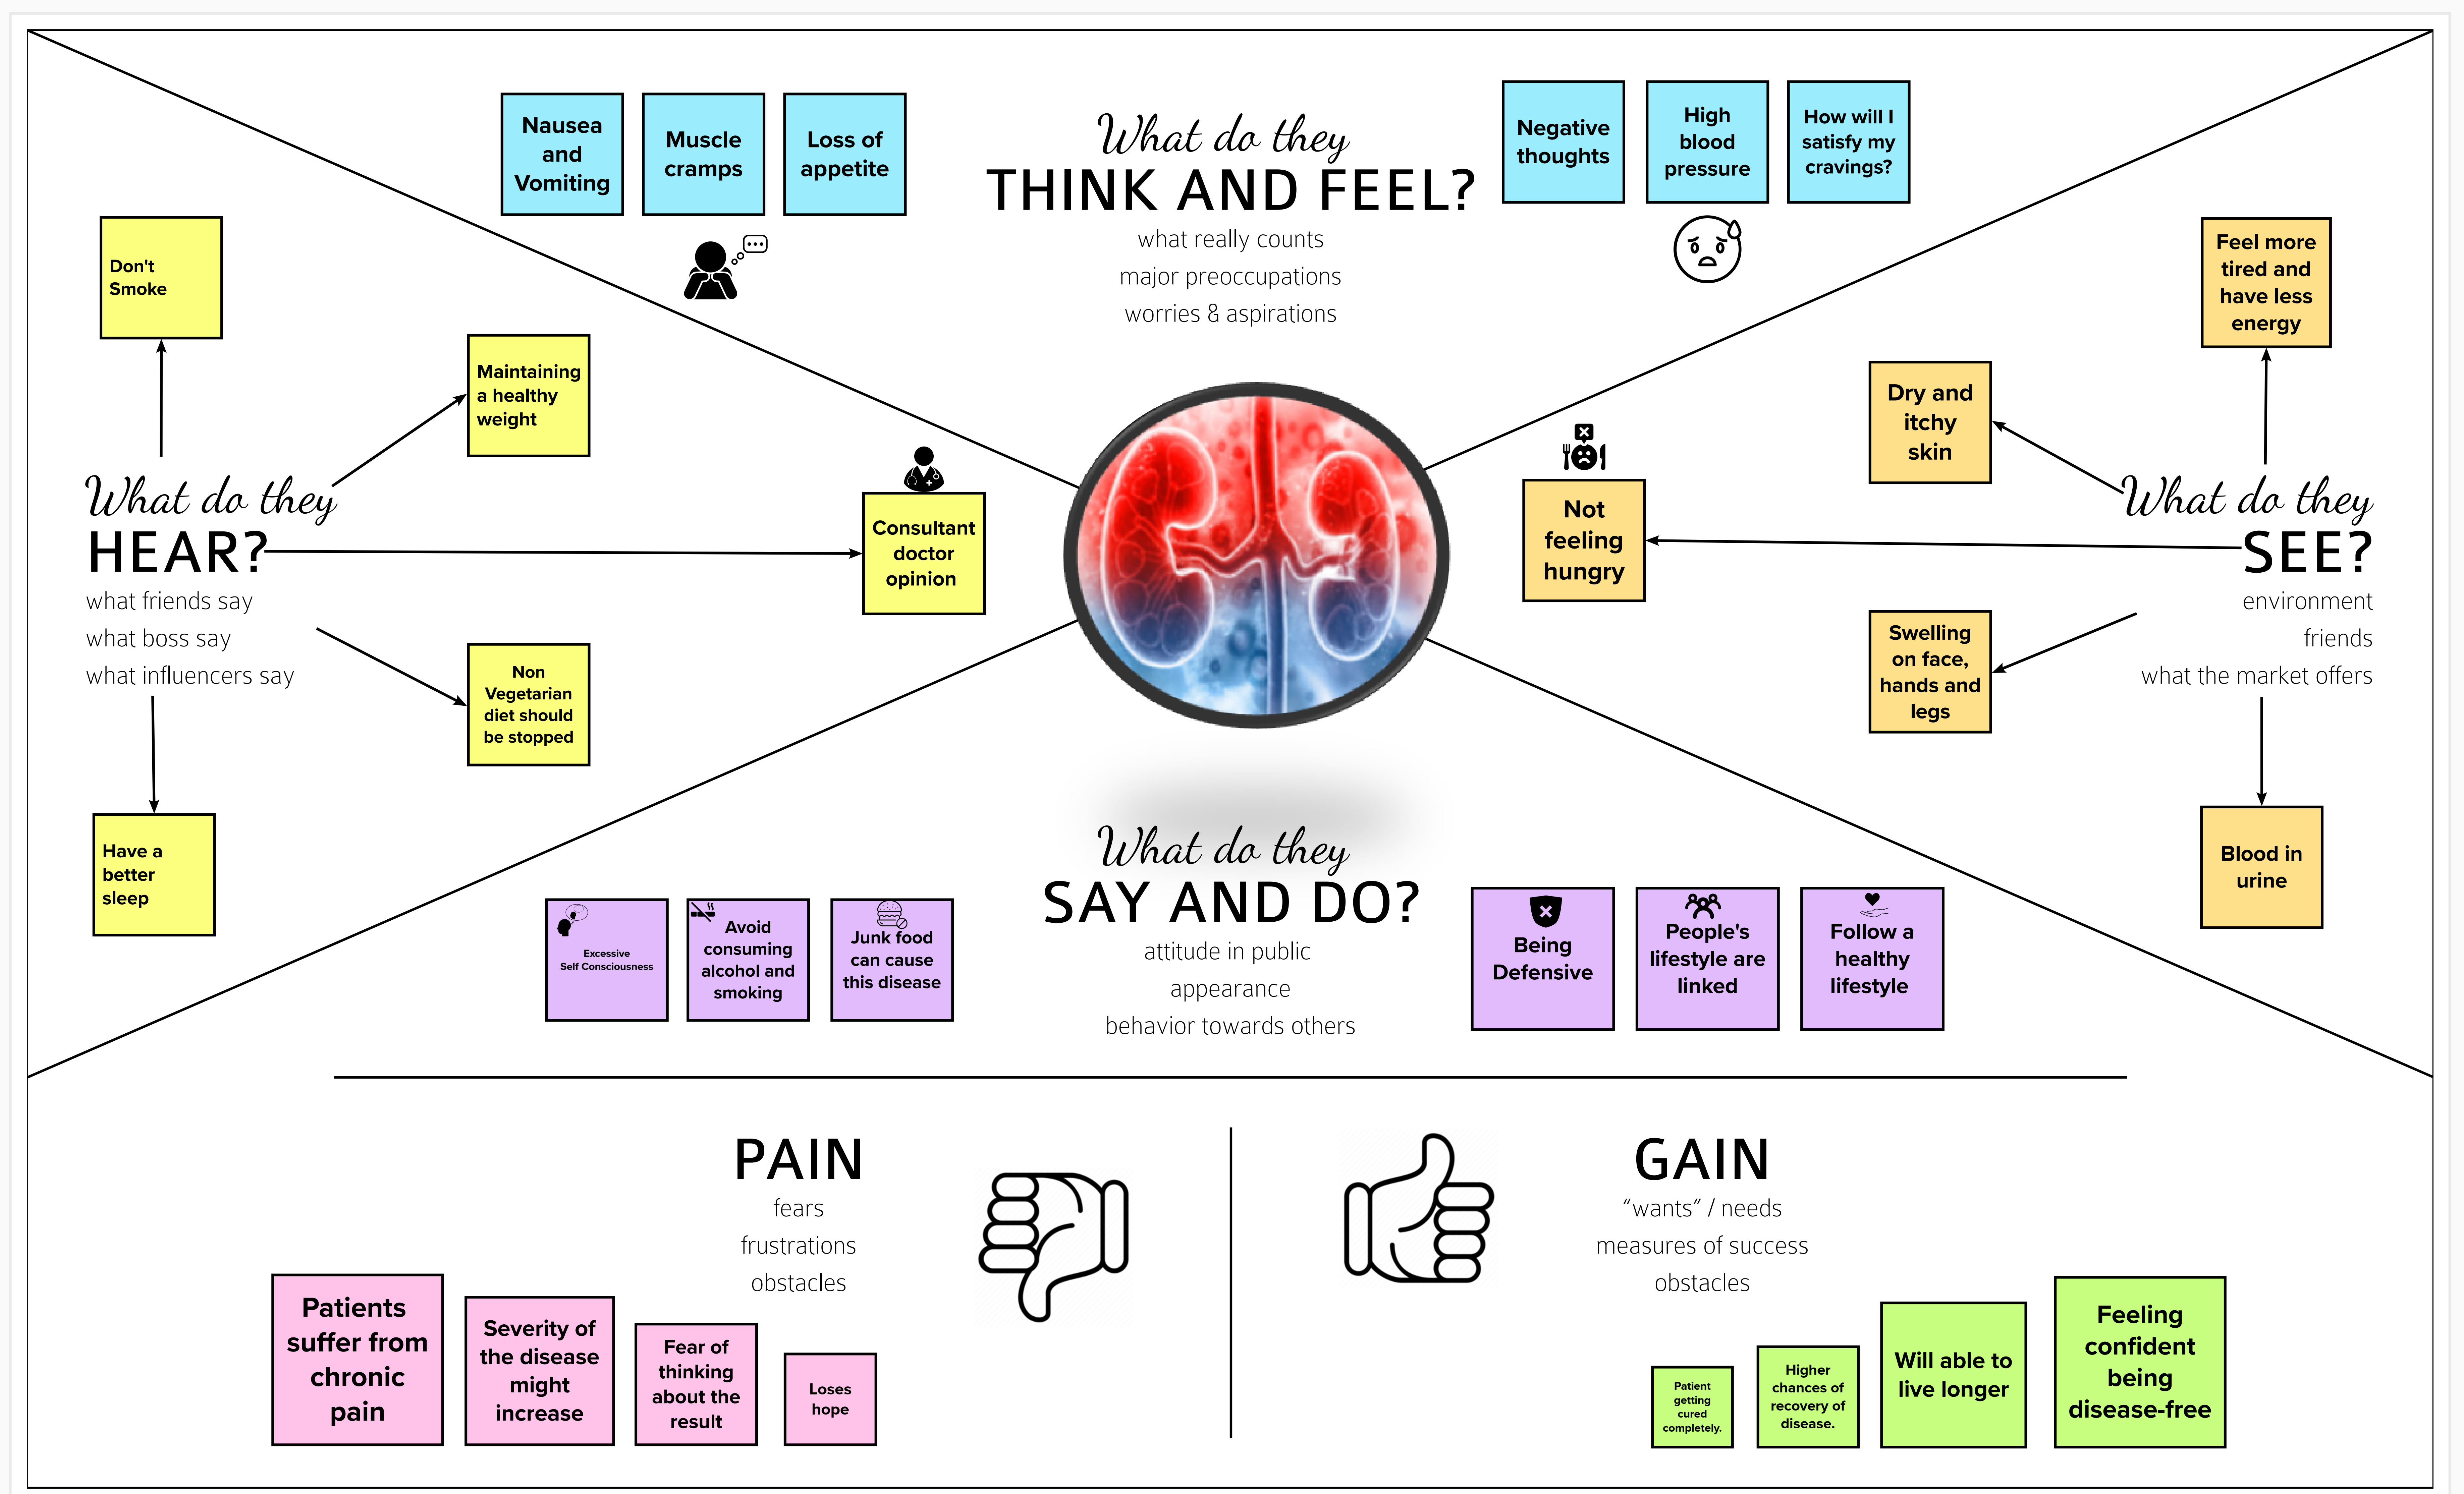 Nausea
and
Vomiting
Muscle
cramps
Loss of
appetite
What do they
THINK AND FEEL?
what really counts
major preoccupations
worries & aspirations
Negative
thoughts
High
blood
pressure
How will I
satisfy my
cravings?
Don't
Smoke
Maintaining
a healthy
weight
Consultant
doctor
opinion
What do they
HEAR?
what friends say
what boss say
what influencers say
Non
Vegetarian
diet should
be stopped
Have a
better
sleep
Feel more
tired and
have less
energy
Dry and
itchy
skin
Not
feeling
hungry
What do they
SEE?
environment
friends
what the market offers
Swelling
on face,
hands and
legs
Blood in
urine
What do they
SAY AND DO?
attitude in public
appearance
behavior towards others
Excessive
Self Consciousness
Avoid
consuming
alcohol and
smoking
Junk food
can cause
this disease
Being
Defensive
People's
lifestyle are
linked
Follow a
healthy
lifestyle
PAIN
fears
frustrations
obstacles
Patients
suffer from
chronic
pain
Severity of
the disease
might
increase
Fear of
thinking
about the
result
Loses
hope
GAIN
“wants” / needs
measures of success
obstacles
Patient
getting
cured
completely.
Higher
chances of
recovery of
disease.
Will able to
live longer
Feeling
confident
being
disease-free